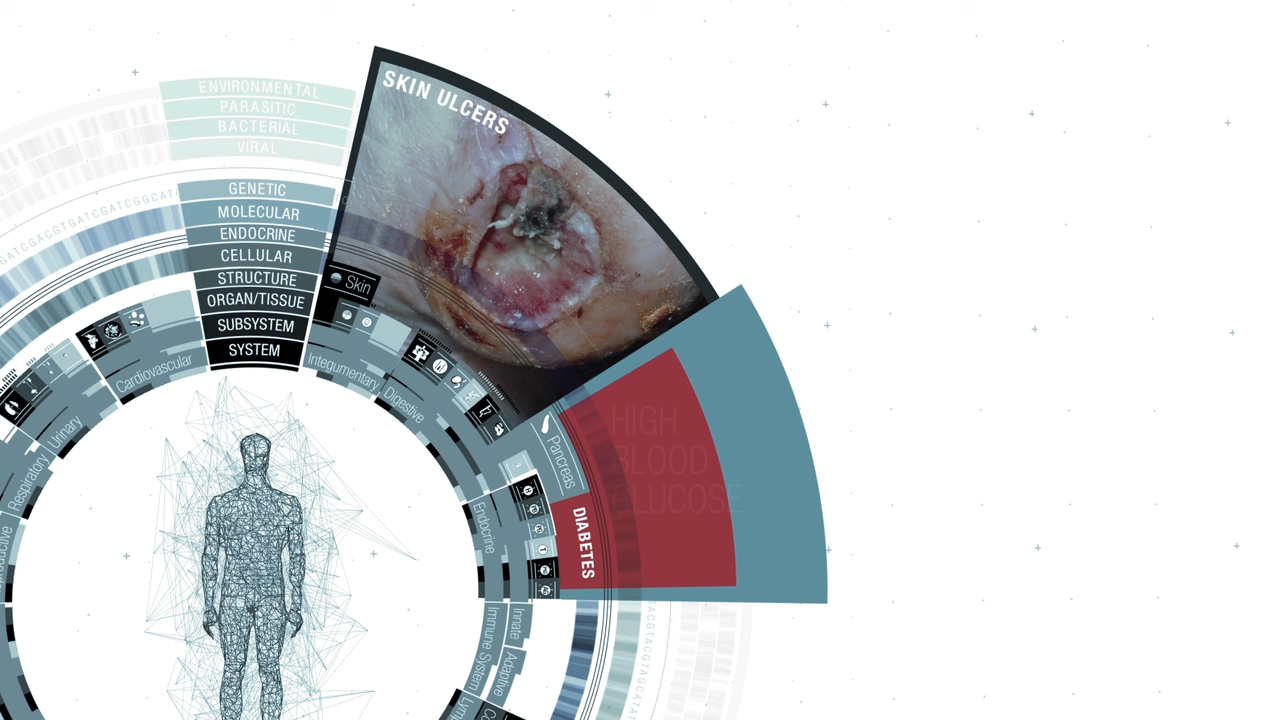 ENVIRONMENTAL
PARASITIC
BACTERIAL
VIRAL
GENETIC
MOLECULAR
ENDOCRINE
CELLULAR
STRUCTURE
ORGAN/TISSUE
SUBSYSTEM
SYSTEM
SKIN ULCERS
Skin
Integumentary
Digestive
Cardiovascular
Urinary
Respiratory
Pancreas
HIGH
BLOOD
GLUCOSE
DIABETES
Endocrine
Innate
Immune System
Adaptive